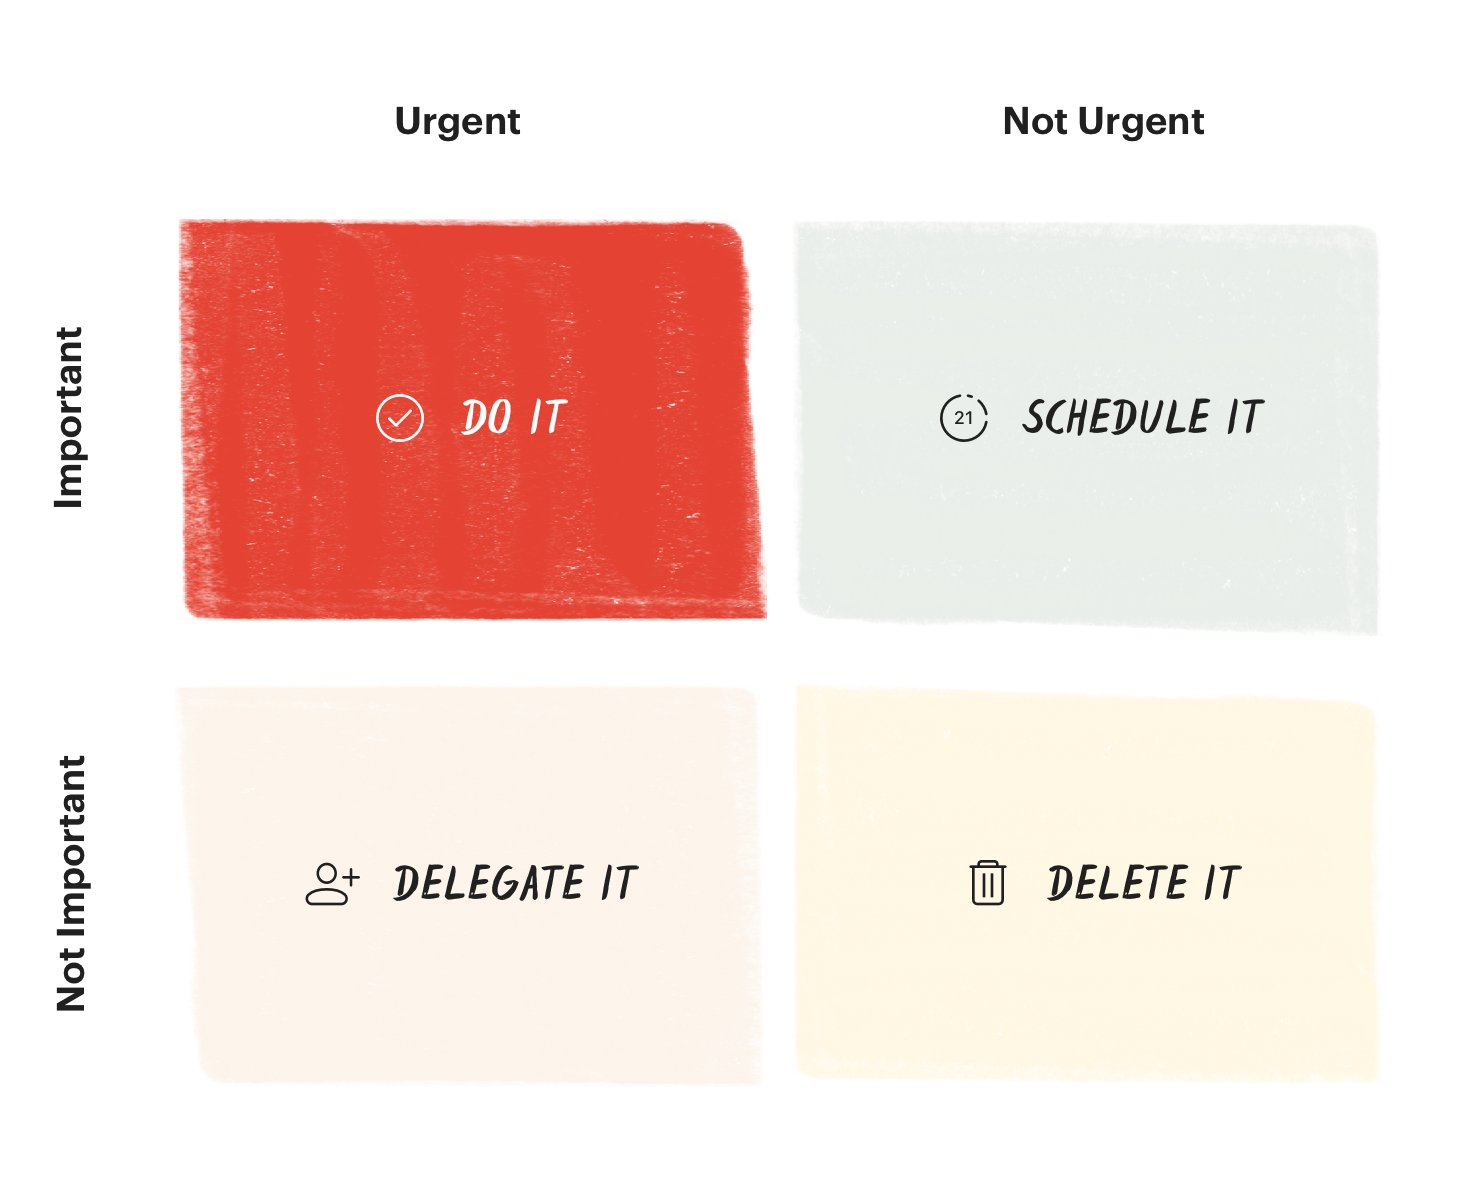 Urgent
Not Urgent
Important
DO IT
21
SCHEDULE IT
Not Important
DELEGATE IT
DELETE IT